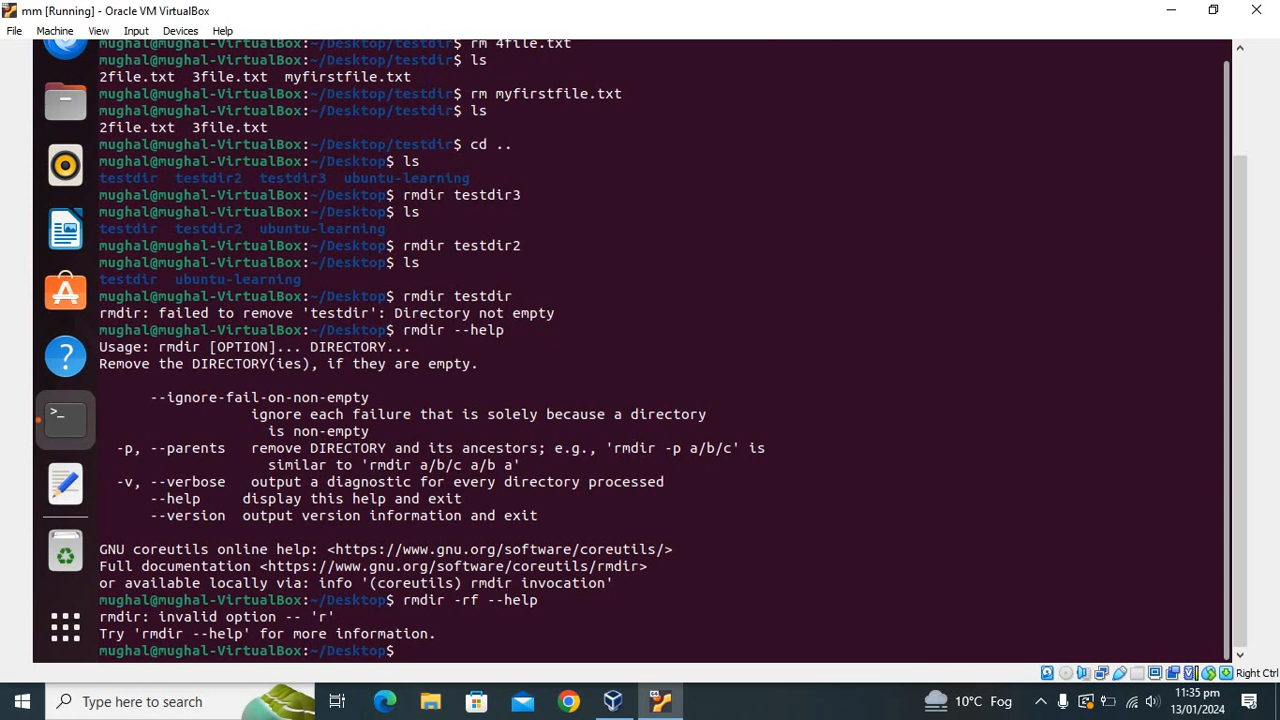 mm [Running] - Oracle VM VirtualBox
File Machine View Input Devices Help
mughal@mughal-VirtualBox:~/Desktop/testdir$ rm 4file.txt
mughal@mughal-VirtualBox:~/Desktop/testdir$ ls
2file.txt 3file.txt myfirstfile.txt
mughal@mughal-VirtualBox:~/Desktop/testdir$ rm myfirstfile.txt
mughal@mughal-VirtualBox:~/Desktop/testdir$ ls
2file.txt 3file.txt
mughal@mughal-VirtualBox:~/Desktop/testdir$ cd ..
mughal@mughal-VirtualBox:~/Desktop$ ls
testdir testdir2 testdir3 ubuntu-learning
mughal@mughal-VirtualBox:~/Desktop$ rmdir testdir3
mughal@mughal-VirtualBox:~/Desktop$ ls
testdir testdir2 ubuntu-learning
mughal@mughal-VirtualBox:~/Desktop$ rmdir testdir2
mughal@mughal-VirtualBox:~/Desktop$ ls
testdir ubuntu-learning
mughal@mughal-VirtualBox:~/Desktop$ rmdir testdir
rmdir: failed to remove 'testdir': Directory not empty
mughal@mughal-VirtualBox:~/Desktop$ rmdir --help
Usage: rmdir [OPTION]... DIRECTORY...
Remove the DIRECTORY(ies), if they are empty.
--ignore-fail-on-non-empty
ignore each failure that is solely because a directory
is non-empty
-p, --parents remove DIRECTORY and its ancestors; e.g., 'rmdir -p a/b/c' is
similar to 'rmdir a/b/c a/b a'
-v, --verbose output a diagnostic for every directory processed
--help display this help and exit
--version output version information and exit
GNU coreutils online help: <https://www.gnu.org/software/coreutils/>
Full documentation <https://www.gnu.org/software/coreutils/rmdir>
or available locally via: info '(coreutils) rmdir invocation'
mughal@mughal-VirtualBox:~/Desktop$ rmdir -rf --help
rmdir: invalid option -- 'r'
Try 'rmdir --help' for more information.
mughal@mughal-VirtualBox:~/Desktop$
Right Ctrl
Type here to search
10°C Fog
11:35 pm
13/01/2024